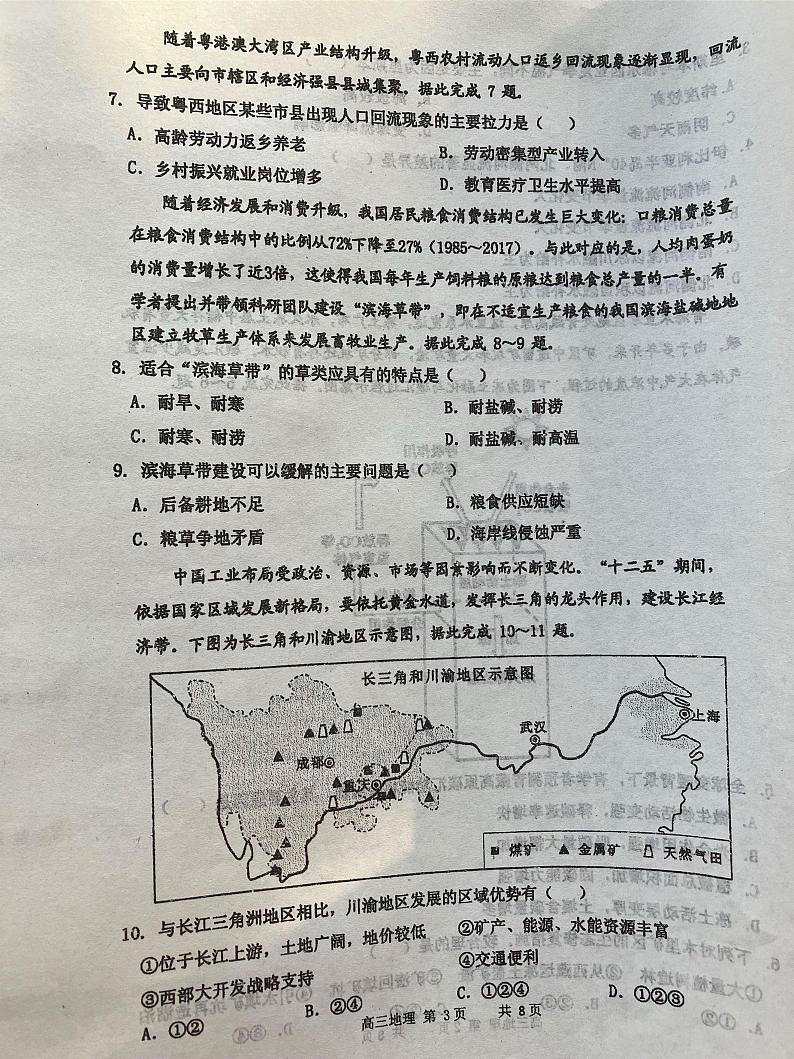 随着粤港澳大湾区产业结构升级，粤西农村流动人口返乡回流现象逐渐显现，回流
人口主要向市辖区和经济强县县城集聚。据此完成 7 题。
7. 导致粤西地区某些市县出现人口回流现象的主要拉力是（　）
A. 高龄劳动力返乡养老
B. 劳动密集型产业转入
C. 乡村振兴就业岗位增多
D. 教育医疗卫生水平提高
随着经济发展和消费升级，我国居民粮食消费结构已发生巨大变化：口粮消费总量
在粮食消费结构中的比例从72%下降至27%（1985～2017）。与此对应的是，人均肉蛋奶
的消费量增长了近3倍，这使得我国每年生产饲料粮的原粮达到粮食总产量的一半。有
学者提出并带领科研团队建设“滨海草带”，即在不适宜生产粮食的我国滨海盐碱地地
区建立牧草生产体系来发展畜牧业生产。据此完成 8～9 题。
8. 适合“滨海草带”的草类应具有的特点是（　）
A. 耐旱、耐寒
B. 耐盐碱、耐涝
C. 耐寒、耐涝
D. 耐盐碱、耐高温
9. 滨海草带建设可以缓解的主要问题是（　）
A. 后备耕地不足
B. 粮食供应短缺
C. 粮草争地矛盾
D. 海岸线侵蚀严重
中国工业布局受政治、资源、市场等因素影响而不断变化。“十二五”期间，
依据国家区域发展新格局，要依托黄金水道，发挥长三角的龙头作用，建设长江经
济带。下图为长三角和川渝地区示意图，据此完成 10～11 题。
长三角和川渝地区示意图
上海
武汉
成都
重庆
煤矿 金属矿 天然气田
10. 与长江三角洲地区相比，川渝地区发展的区域优势有（　）
①位于长江上游，土地广阔，地价较低
②矿产、能源、水能资源丰富
③西部大开发战略支持
④交通便利
A. ①②
B. ②④
C. ①②④
D. ①②③
高三地理 第 3页 共 8页